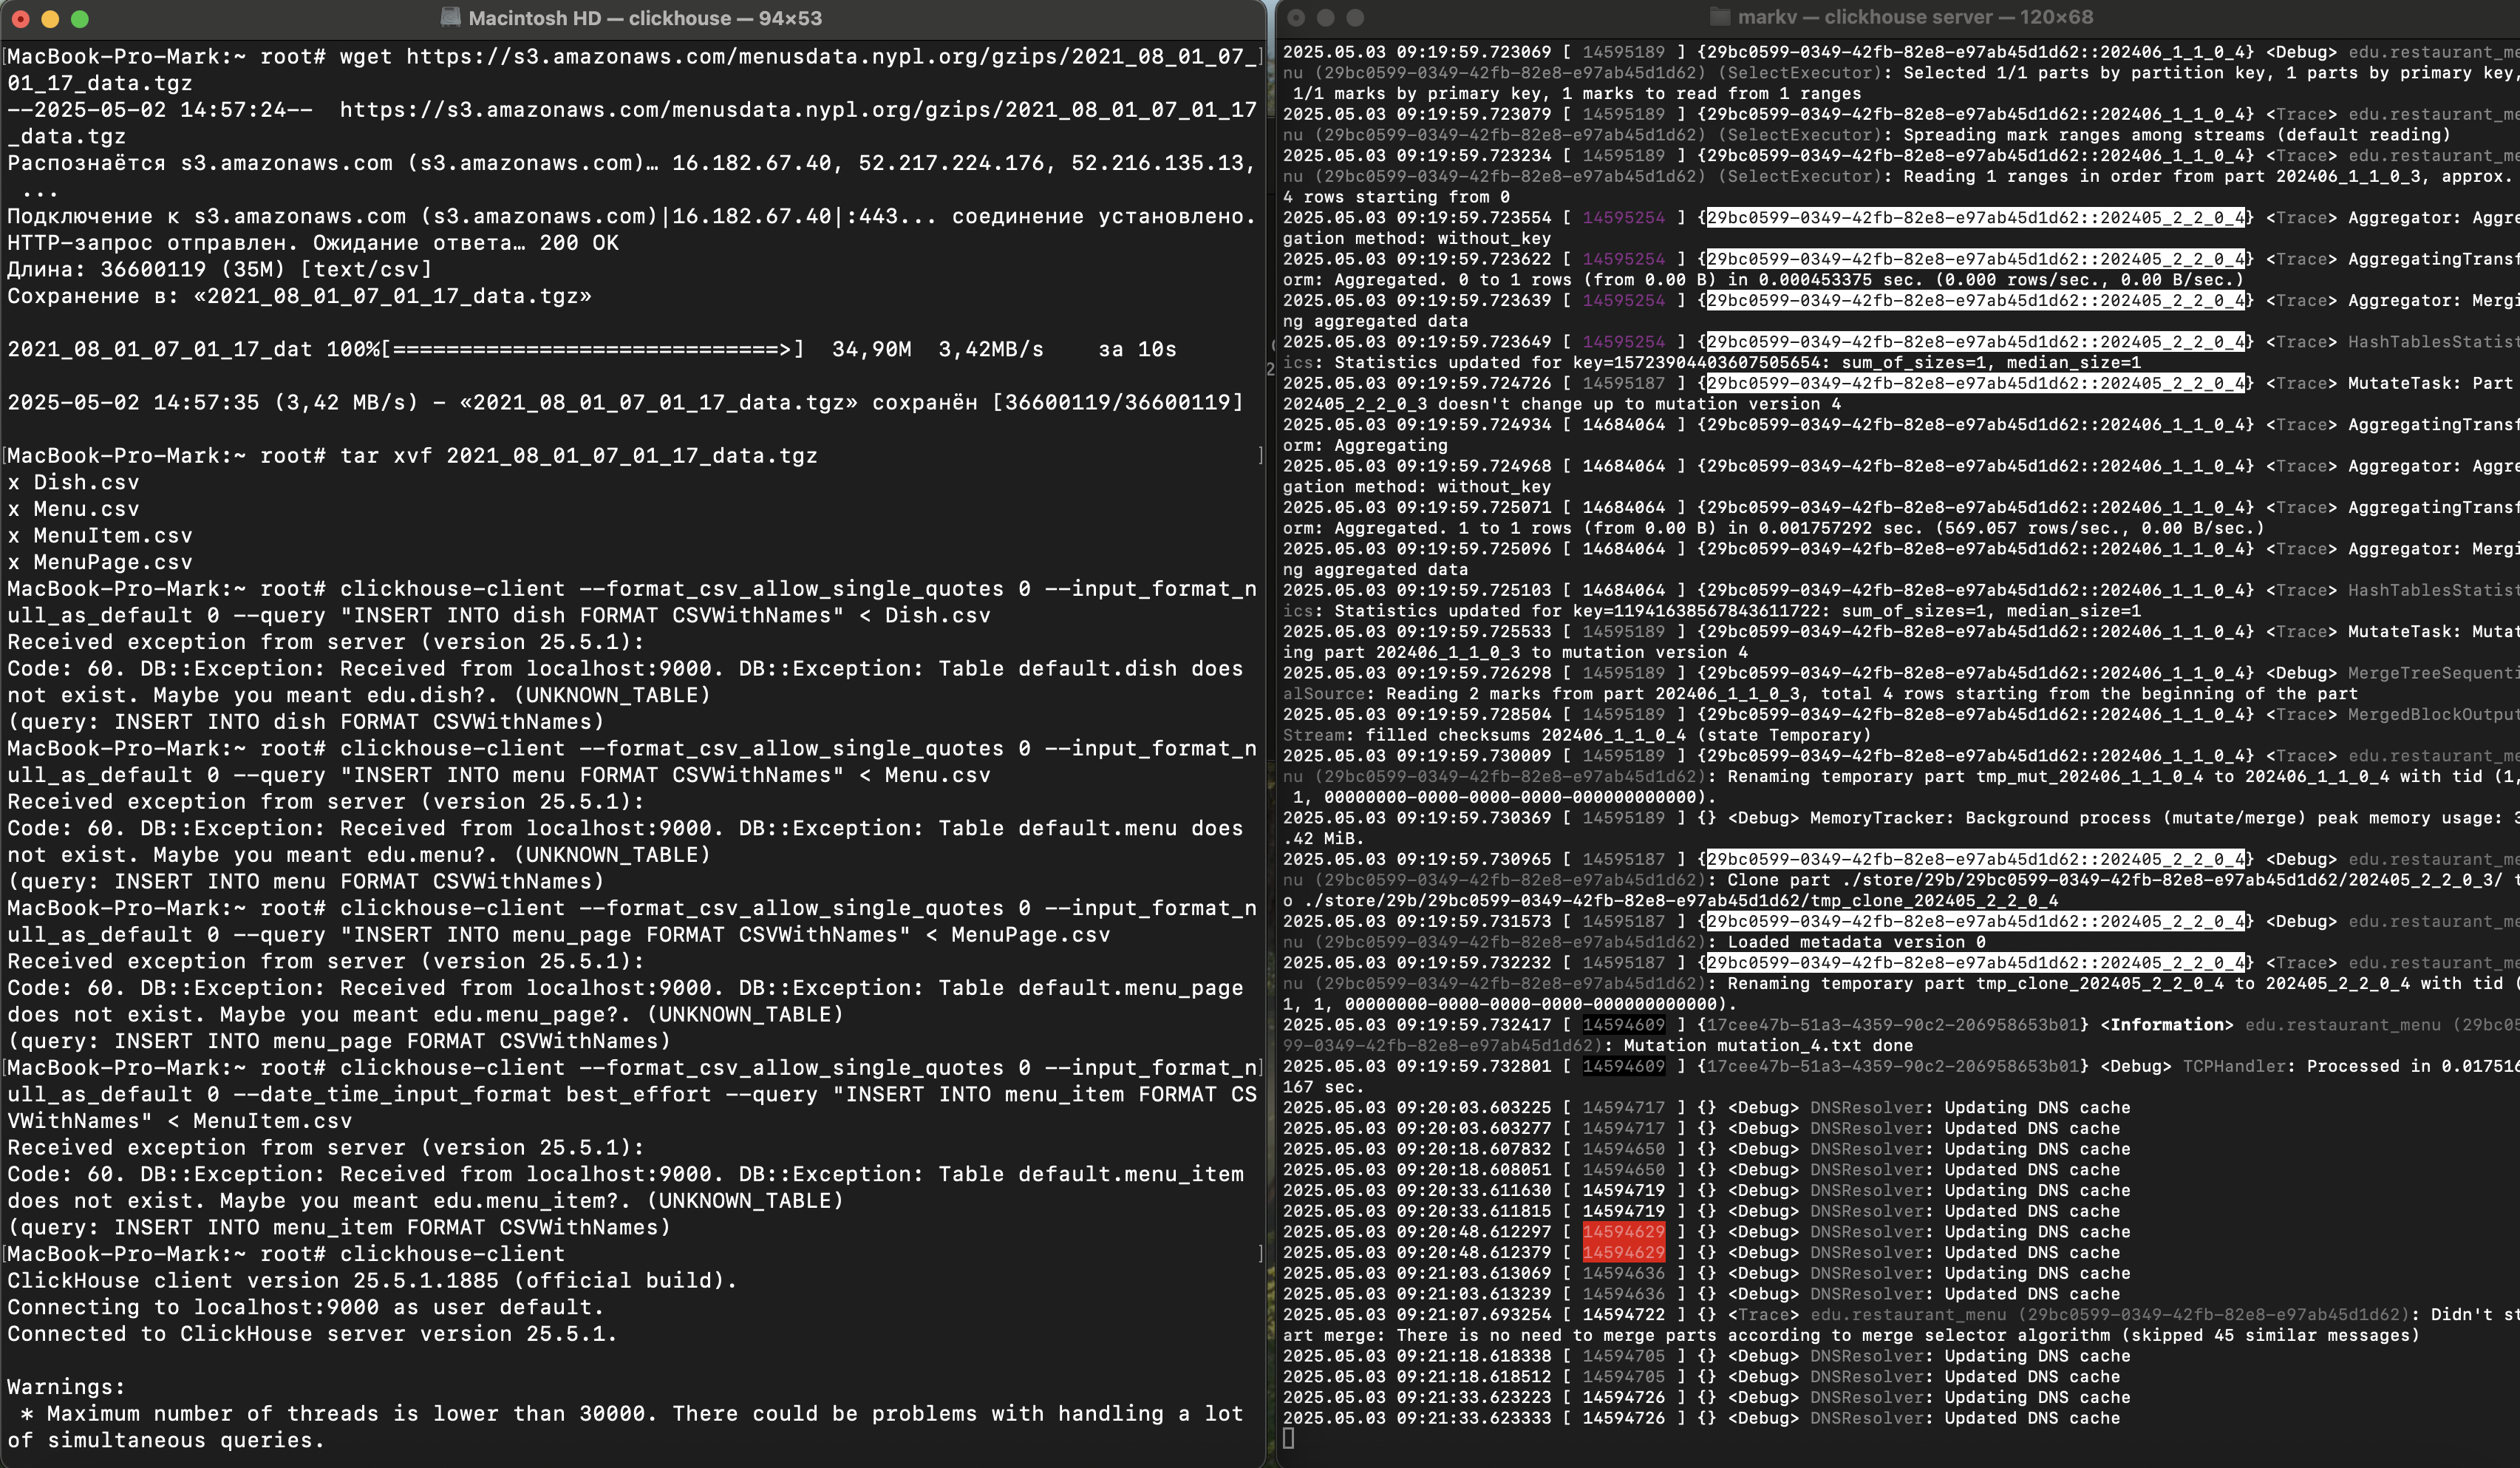 Macintosh HD — clickhouse — 94×53
[MacBook-Pro-Mark:~ root# wget https://s3.amazonaws.com/menusdata.nypl.org/gzips/2021_08_01_07_]
01_17_data.tgz
--2025-05-02 14:57:24--  https://s3.amazonaws.com/menusdata.nypl.org/gzips/2021_08_01_07_01_17
_data.tgz
Распознаётся s3.amazonaws.com (s3.amazonaws.com)… 16.182.67.40, 52.217.224.176, 52.216.135.13,
 ...
Подключение к s3.amazonaws.com (s3.amazonaws.com)|16.182.67.40|:443... соединение установлено.
HTTP-запрос отправлен. Ожидание ответа… 200 OK
Длина: 36600119 (35M) [text/csv]
Сохранение в: «2021_08_01_07_01_17_data.tgz»
2021_08_01_07_01_17_dat 100%[=============================>]  34,90M  3,42MB/s    за 10s
2025-05-02 14:57:35 (3,42 MB/s) - «2021_08_01_07_01_17_data.tgz» сохранён [36600119/36600119]
[MacBook-Pro-Mark:~ root# tar xvf 2021_08_01_07_01_17_data.tgz ]
x Dish.csv
x Menu.csv
x MenuItem.csv
x MenuPage.csv
MacBook-Pro-Mark:~ root# clickhouse-client --format_csv_allow_single_quotes 0 --input_format_n
ull_as_default 0 --query "INSERT INTO dish FORMAT CSVWithNames" < Dish.csv
Received exception from server (version 25.5.1):
Code: 60. DB::Exception: Received from localhost:9000. DB::Exception: Table default.dish does
not exist. Maybe you meant edu.dish?. (UNKNOWN_TABLE)
(query: INSERT INTO dish FORMAT CSVWithNames)
MacBook-Pro-Mark:~ root# clickhouse-client --format_csv_allow_single_quotes 0 --input_format_n
ull_as_default 0 --query "INSERT INTO menu FORMAT CSVWithNames" < Menu.csv
Received exception from server (version 25.5.1):
Code: 60. DB::Exception: Received from localhost:9000. DB::Exception: Table default.menu does
not exist. Maybe you meant edu.menu?. (UNKNOWN_TABLE)
(query: INSERT INTO menu FORMAT CSVWithNames)
MacBook-Pro-Mark:~ root# clickhouse-client --format_csv_allow_single_quotes 0 --input_format_n
ull_as_default 0 --query "INSERT INTO menu_page FORMAT CSVWithNames" < MenuPage.csv
Received exception from server (version 25.5.1):
Code: 60. DB::Exception: Received from localhost:9000. DB::Exception: Table default.menu_page
does not exist. Maybe you meant edu.menu_page?. (UNKNOWN_TABLE)
(query: INSERT INTO menu_page FORMAT CSVWithNames)
[MacBook-Pro-Mark:~ root# clickhouse-client --format_csv_allow_single_quotes 0 --input_format_n]
ull_as_default 0 --date_time_input_format best_effort --query "INSERT INTO menu_item FORMAT CS
VWithNames" < MenuItem.csv
Received exception from server (version 25.5.1):
Code: 60. DB::Exception: Received from localhost:9000. DB::Exception: Table default.menu_item
does not exist. Maybe you meant edu.menu_item?. (UNKNOWN_TABLE)
(query: INSERT INTO menu_item FORMAT CSVWithNames)
[MacBook-Pro-Mark:~ root# clickhouse-client ]
ClickHouse client version 25.5.1.1885 (official build).
Connecting to localhost:9000 as user default.
Connected to ClickHouse server version 25.5.1.
Warnings:
 * Maximum number of threads is lower than 30000. There could be problems with handling a lot
of simultaneous queries.
markv — clickhouse server — 120×68
2025.05.03 09:19:59.723069 [ 14595189 ] {29bc0599-0349-42fb-82e8-e97ab45d1d62::202406_1_1_0_4} <Debug> edu.restaurant_me
nu (29bc0599-0349-42fb-82e8-e97ab45d1d62) (SelectExecutor): Selected 1/1 parts by partition key, 1 parts by primary key,
 1/1 marks by primary key, 1 marks to read from 1 ranges
2025.05.03 09:19:59.723079 [ 14595189 ] {29bc0599-0349-42fb-82e8-e97ab45d1d62::202406_1_1_0_4} <Trace> edu.restaurant_me
nu (29bc0599-0349-42fb-82e8-e97ab45d1d62) (SelectExecutor): Spreading mark ranges among streams (default reading)
2025.05.03 09:19:59.723234 [ 14595189 ] {29bc0599-0349-42fb-82e8-e97ab45d1d62::202406_1_1_0_4} <Trace> edu.restaurant_me
nu (29bc0599-0349-42fb-82e8-e97ab45d1d62) (SelectExecutor): Reading 1 ranges in order from part 202406_1_1_0_3, approx.
4 rows starting from 0
2025.05.03 09:19:59.723554 [ 14595254 ] {29bc0599-0349-42fb-82e8-e97ab45d1d62::202405_2_2_0_4} <Trace> Aggregator: Aggre
gation method: without_key
2025.05.03 09:19:59.723622 [ 14595254 ] {29bc0599-0349-42fb-82e8-e97ab45d1d62::202405_2_2_0_4} <Trace> AggregatingTransf
orm: Aggregated. 0 to 1 rows (from 0.00 B) in 0.000453375 sec. (0.000 rows/sec., 0.00 B/sec.)
2025.05.03 09:19:59.723639 [ 14595254 ] {29bc0599-0349-42fb-82e8-e97ab45d1d62::202405_2_2_0_4} <Trace> Aggregator: Mergi
ng aggregated data
2025.05.03 09:19:59.723649 [ 14595254 ] {29bc0599-0349-42fb-82e8-e97ab45d1d62::202405_2_2_0_4} <Trace> HashTablesStatist
ics: Statistics updated for key=15723904403607505654: sum_of_sizes=1, median_size=1
2025.05.03 09:19:59.724726 [ 14595187 ] {29bc0599-0349-42fb-82e8-e97ab45d1d62::202405_2_2_0_4} <Trace> MutateTask: Part
202405_2_2_0_3 doesn't change up to mutation version 4
2025.05.03 09:19:59.724934 [ 14684064 ] {29bc0599-0349-42fb-82e8-e97ab45d1d62::202406_1_1_0_4} <Trace> AggregatingTransf
orm: Aggregating
2025.05.03 09:19:59.724968 [ 14684064 ] {29bc0599-0349-42fb-82e8-e97ab45d1d62::202406_1_1_0_4} <Trace> Aggregator: Aggre
gation method: without_key
2025.05.03 09:19:59.725071 [ 14684064 ] {29bc0599-0349-42fb-82e8-e97ab45d1d62::202406_1_1_0_4} <Trace> AggregatingTransf
orm: Aggregated. 1 to 1 rows (from 0.00 B) in 0.001757292 sec. (569.057 rows/sec., 0.00 B/sec.)
2025.05.03 09:19:59.725096 [ 14684064 ] {29bc0599-0349-42fb-82e8-e97ab45d1d62::202406_1_1_0_4} <Trace> Aggregator: Mergi
ng aggregated data
2025.05.03 09:19:59.725103 [ 14684064 ] {29bc0599-0349-42fb-82e8-e97ab45d1d62::202406_1_1_0_4} <Trace> HashTablesStatist
ics: Statistics updated for key=11941638567843611722: sum_of_sizes=1, median_size=1
2025.05.03 09:19:59.725533 [ 14595189 ] {29bc0599-0349-42fb-82e8-e97ab45d1d62::202406_1_1_0_4} <Trace> MutateTask: Mutat
ing part 202406_1_1_0_3 to mutation version 4
2025.05.03 09:19:59.726298 [ 14595189 ] {29bc0599-0349-42fb-82e8-e97ab45d1d62::202406_1_1_0_4} <Debug> MergeTreeSequenti
alSource: Reading 2 marks from part 202406_1_1_0_3, total 4 rows starting from the beginning of the part
2025.05.03 09:19:59.728504 [ 14595189 ] {29bc0599-0349-42fb-82e8-e97ab45d1d62::202406_1_1_0_4} <Trace> MergedBlockOutput
Stream: filled checksums 202406_1_1_0_4 (state Temporary)
2025.05.03 09:19:59.730009 [ 14595189 ] {29bc0599-0349-42fb-82e8-e97ab45d1d62::202406_1_1_0_4} <Trace> edu.restaurant_me
nu (29bc0599-0349-42fb-82e8-e97ab45d1d62): Renaming temporary part tmp_mut_202406_1_1_0_4 to 202406_1_1_0_4 with tid (1,
 1, 00000000-0000-0000-0000-000000000000).
2025.05.03 09:19:59.730369 [ 14595189 ] {} <Debug> MemoryTracker: Background process (mutate/merge) peak memory usage: 3
.42 MiB.
2025.05.03 09:19:59.730965 [ 14595187 ] {29bc0599-0349-42fb-82e8-e97ab45d1d62::202405_2_2_0_4} <Debug> edu.restaurant_me
nu (29bc0599-0349-42fb-82e8-e97ab45d1d62): Clone part ./store/29b/29bc0599-0349-42fb-82e8-e97ab45d1d62/202405_2_2_0_3/ t
o ./store/29b/29bc0599-0349-42fb-82e8-e97ab45d1d62/tmp_clone_202405_2_2_0_4
2025.05.03 09:19:59.731573 [ 14595187 ] {29bc0599-0349-42fb-82e8-e97ab45d1d62::202405_2_2_0_4} <Debug> edu.restaurant_me
nu (29bc0599-0349-42fb-82e8-e97ab45d1d62): Loaded metadata version 0
2025.05.03 09:19:59.732232 [ 14595187 ] {29bc0599-0349-42fb-82e8-e97ab45d1d62::202405_2_2_0_4} <Trace> edu.restaurant_me
nu (29bc0599-0349-42fb-82e8-e97ab45d1d62): Renaming temporary part tmp_clone_202405_2_2_0_4 to 202405_2_2_0_4 with tid (
1, 1, 00000000-0000-0000-0000-000000000000).
2025.05.03 09:19:59.732417 [ 14594609 ] {17cee47b-51a3-4359-90c2-206958653b01} <Information> edu.restaurant_menu (29bc05
99-0349-42fb-82e8-e97ab45d1d62): Mutation mutation_4.txt done
2025.05.03 09:19:59.732801 [ 14594609 ] {17cee47b-51a3-4359-90c2-206958653b01} <Debug> TCPHandler: Processed in 0.017516
167 sec.
2025.05.03 09:20:03.603225 [ 14594717 ] {} <Debug> DNSResolver: Updating DNS cache
2025.05.03 09:20:03.603277 [ 14594717 ] {} <Debug> DNSResolver: Updated DNS cache
2025.05.03 09:20:18.607832 [ 14594650 ] {} <Debug> DNSResolver: Updating DNS cache
2025.05.03 09:20:18.608051 [ 14594650 ] {} <Debug> DNSResolver: Updated DNS cache
2025.05.03 09:20:33.611630 [ 14594719 ] {} <Debug> DNSResolver: Updating DNS cache
2025.05.03 09:20:33.611815 [ 14594719 ] {} <Debug> DNSResolver: Updated DNS cache
2025.05.03 09:20:48.612297 [ 14594629 ] {} <Debug> DNSResolver: Updating DNS cache
2025.05.03 09:20:48.612379 [ 14594629 ] {} <Debug> DNSResolver: Updated DNS cache
2025.05.03 09:21:03.613069 [ 14594636 ] {} <Debug> DNSResolver: Updating DNS cache
2025.05.03 09:21:03.613239 [ 14594636 ] {} <Debug> DNSResolver: Updated DNS cache
2025.05.03 09:21:07.693254 [ 14594722 ] {} <Trace> edu.restaurant_menu (29bc0599-0349-42fb-82e8-e97ab45d1d62): Didn't st
art merge: There is no need to merge parts according to merge selector algorithm (skipped 45 similar messages)
2025.05.03 09:21:18.618338 [ 14594705 ] {} <Debug> DNSResolver: Updating DNS cache
2025.05.03 09:21:18.618512 [ 14594705 ] {} <Debug> DNSResolver: Updated DNS cache
2025.05.03 09:21:33.623223 [ 14594726 ] {} <Debug> DNSResolver: Updating DNS cache
2025.05.03 09:21:33.623333 [ 14594726 ] {} <Debug> DNSResolver: Updated DNS cache